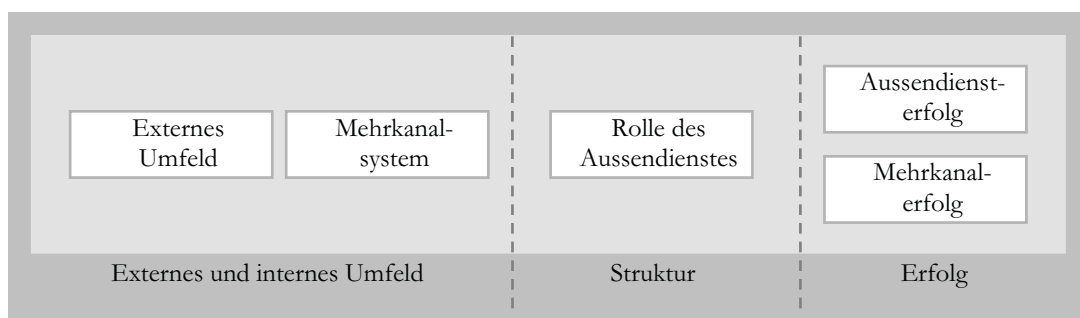 Externes
Umfeld
Mehrkanal-
system
Rolle des
Aussendienstes
Aussendienst-
erfolg
Mehrkanal-
erfolg
Externes und internes Umfeld
Struktur
Erfolg